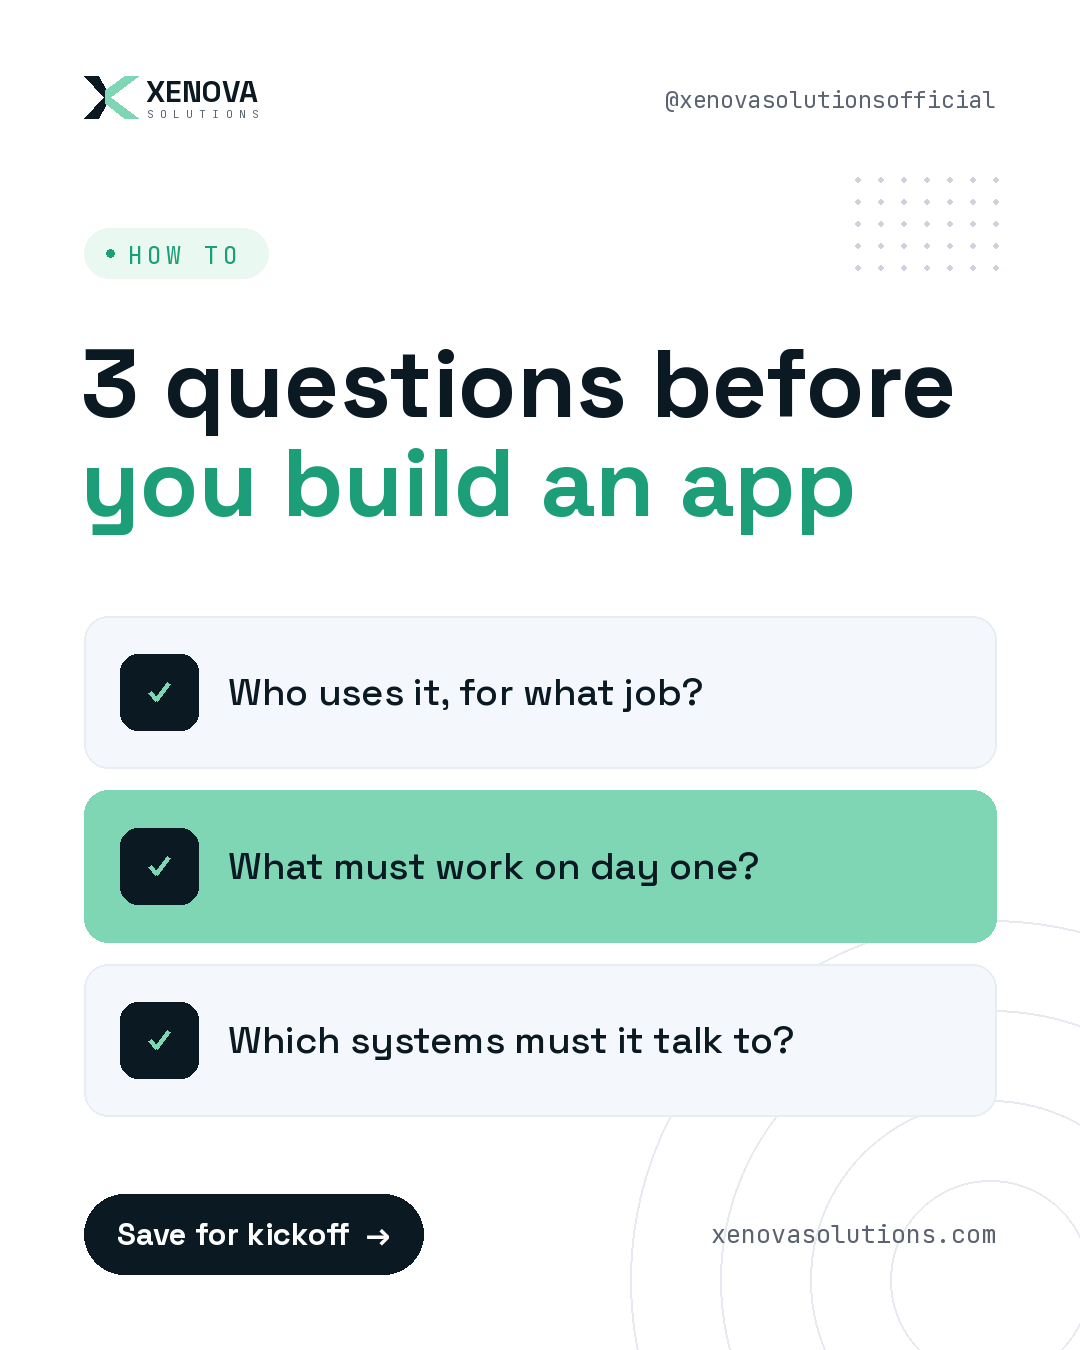 XENOVA
SOLUTIONS
@xenovasolutionsofficial
HOW TO
3 questions before
you build an app
Who uses it, for what job?
What must work on day one?
Which systems must it talk to?
Save for kickoff →
xenovasolutions.com